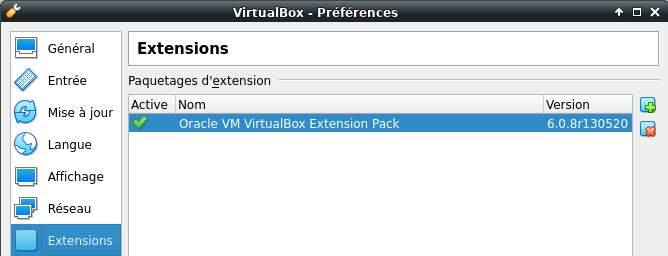 VirtualBox - Préférences
Général
Entrée
Mise à jour
Langue
Affichage
Réseau
Extensions
Extensions
Paquetages d'extension
Active Nom Version
Oracle VM VirtualBox Extension Pack 6.0.8r130520